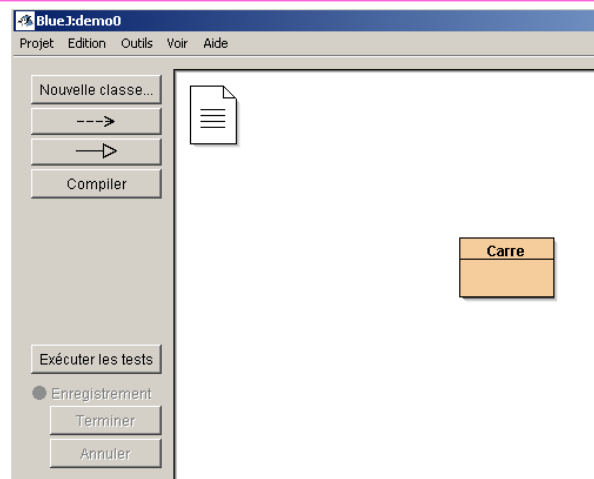 BlueJ:demo0
Projet Edition Outils Voir Aide
Nouvelle classe...
Compiler
Carre
Exécuter les tests
Enregistrement
Terminer
Annuler